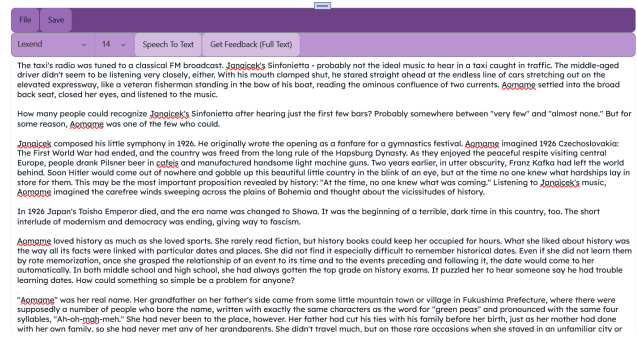 File Save
Lexend 14 Speech To Text Get Feedback (Full Text)
The taxi's radio was tuned to a classical FM broadcast. Janajcek's Sinfonietta - probably not the ideal music to hear in a taxi caught in traffic. The middle-aged
driver didn't seem to be listening very closely, either. With his mouth clamped shut, he stared straight ahead at the endless line of cars stretching out on the
elevated expressway, like a veteran fisherman standing in the bow of his boat, reading the ominous confluence of two currents. Aomame settled into the broad
back seat, closed her eyes, and listened to the music.
How many people could recognize Janajcek's Sinfonietta after hearing just the first few bars? Probably somewhere between "very few" and "almost none." But for
some reason, Aomame was one of the few who could.
Janajcek composed his little symphony in 1926. He originally wrote the opening as a fanfare for a gymnastics festival. Aomame imagined 1926 Czechoslovakia:
The First World War had ended, and the country was freed from the long rule of the Hapsburg Dynasty. As they enjoyed the peaceful respite visiting central
Europe, people drank Pilsner beer in cafeis and manufactured handsome light machine guns. Two years earlier, in utter obscurity, Franz Kafka had left the world
behind. Soon Hitler would come out of nowhere and gobble up this beautiful little country in the blink of an eye, but at the time no one knew what hardships lay in
store for them. This may be the most important proposition revealed by history: "At the time, no one knew what was coming." Listening to Janajcek's music,
Aomame imagined the carefree winds sweeping across the plains of Bohemia and thought about the vicissitudes of history.
In 1926 Japan's Taisho Emperor died, and the era name was changed to Showa. It was the beginning of a terrible, dark time in this country, too. The short
interlude of modernism and democracy was ending, giving way to fascism.
Aomame loved history as much as she loved sports. She rarely read fiction, but history books could keep her occupied for hours. What she liked about history was
the way all its facts were linked with particular dates and places. She did not find it especially difficult to remember historical dates. Even if she did not learn them
by rote memorization, once she grasped the relationship of an event to its time and to the events preceding and following it, the date would come to her
automatically. In both middle school and high school, she had always gotten the top grade on history exams. It puzzled her to hear someone say he had trouble
learning dates. How could something so simple be a problem for anyone?
"Aomame" was her real name. Her grandfather on her father's side came from some little mountain town or village in Fukushima Prefecture, where there were
supposedly a number of people who bore the name, written with exactly the same characters as the word for "green peas" and pronounced with the same four
syllables, "Ah-oh-mah-meh." She had never been to the place, however. Her father had cut his ties with his family before her birth, just as her mother had done
with her own family, so she had never met any of her grandparents. She didn't travel much, but on those rare occasions when she stayed in an unfamiliar city or